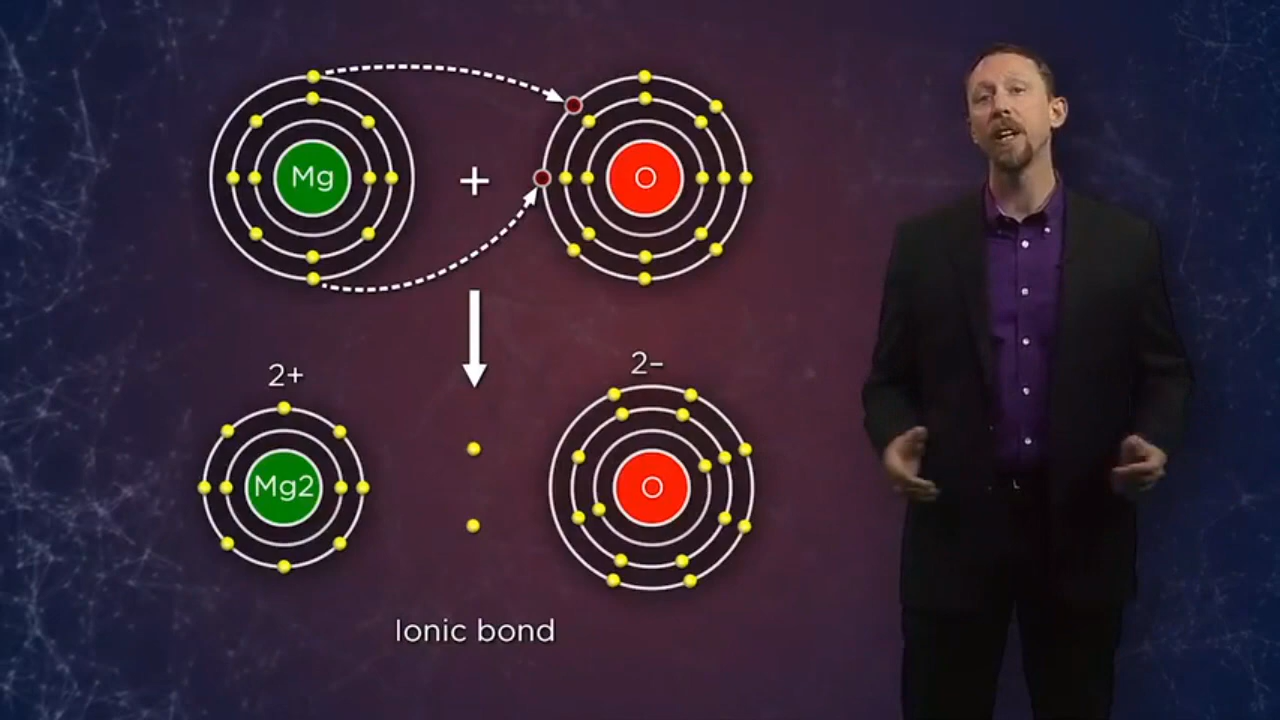 Mg
+
O
2+
2–
Mg2
O
Ionic bond